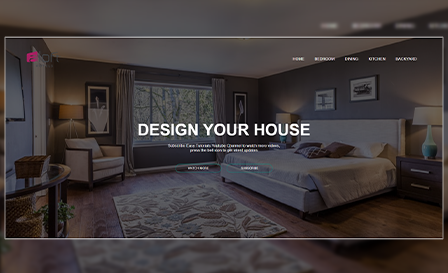 HOME BEDROOM DINING KITCHEN BACKYARD
DESIGN YOUR HOUSE
Subscribe Easy Tutorials Youtube Channel to watch more videos,
press the bell icon to get latest updates.
WATCH MORE SUBSCRIBE